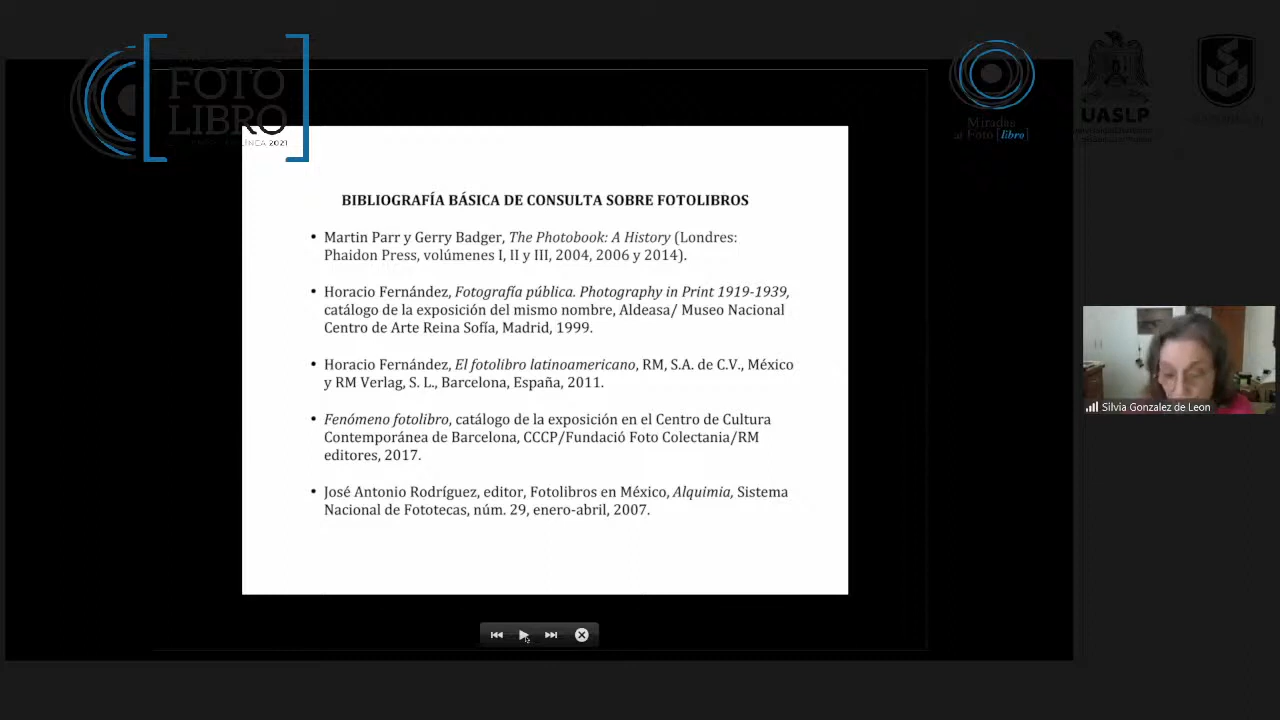 FOTO
LIBRO
2021
Miradas
al Foto [libro]
UASLP
BIBLIOGRAFÍA BÁSICA DE CONSULTA SOBRE FOTOLIBROS
• Martin Parr y Gerry Badger, The Photobook: A History (Londres:
Phaidon Press, volúmenes I, II y III, 2004, 2006 y 2014).
• Horacio Fernández, Fotografía pública. Photography in Print 1919-1939,
catálogo de la exposición del mismo nombre, Aldeasa/ Museo Nacional
Centro de Arte Reina Sofía, Madrid, 1999.
• Horacio Fernández, El fotolibro latinoamericano, RM, S.A. de C.V., México
y RM Verlag, S. L., Barcelona, España, 2011.
• Fenómeno fotolibro, catálogo de la exposición en el Centro de Cultura
Contemporánea de Barcelona, CCCP/Fundació Foto Colectania/RM
editores, 2017.
• José Antonio Rodríguez, editor, Fotolibros en México, Alquimia, Sistema
Nacional de Fototecas, núm. 29, enero-abril, 2007.
Silvia Gonzalez de Leon